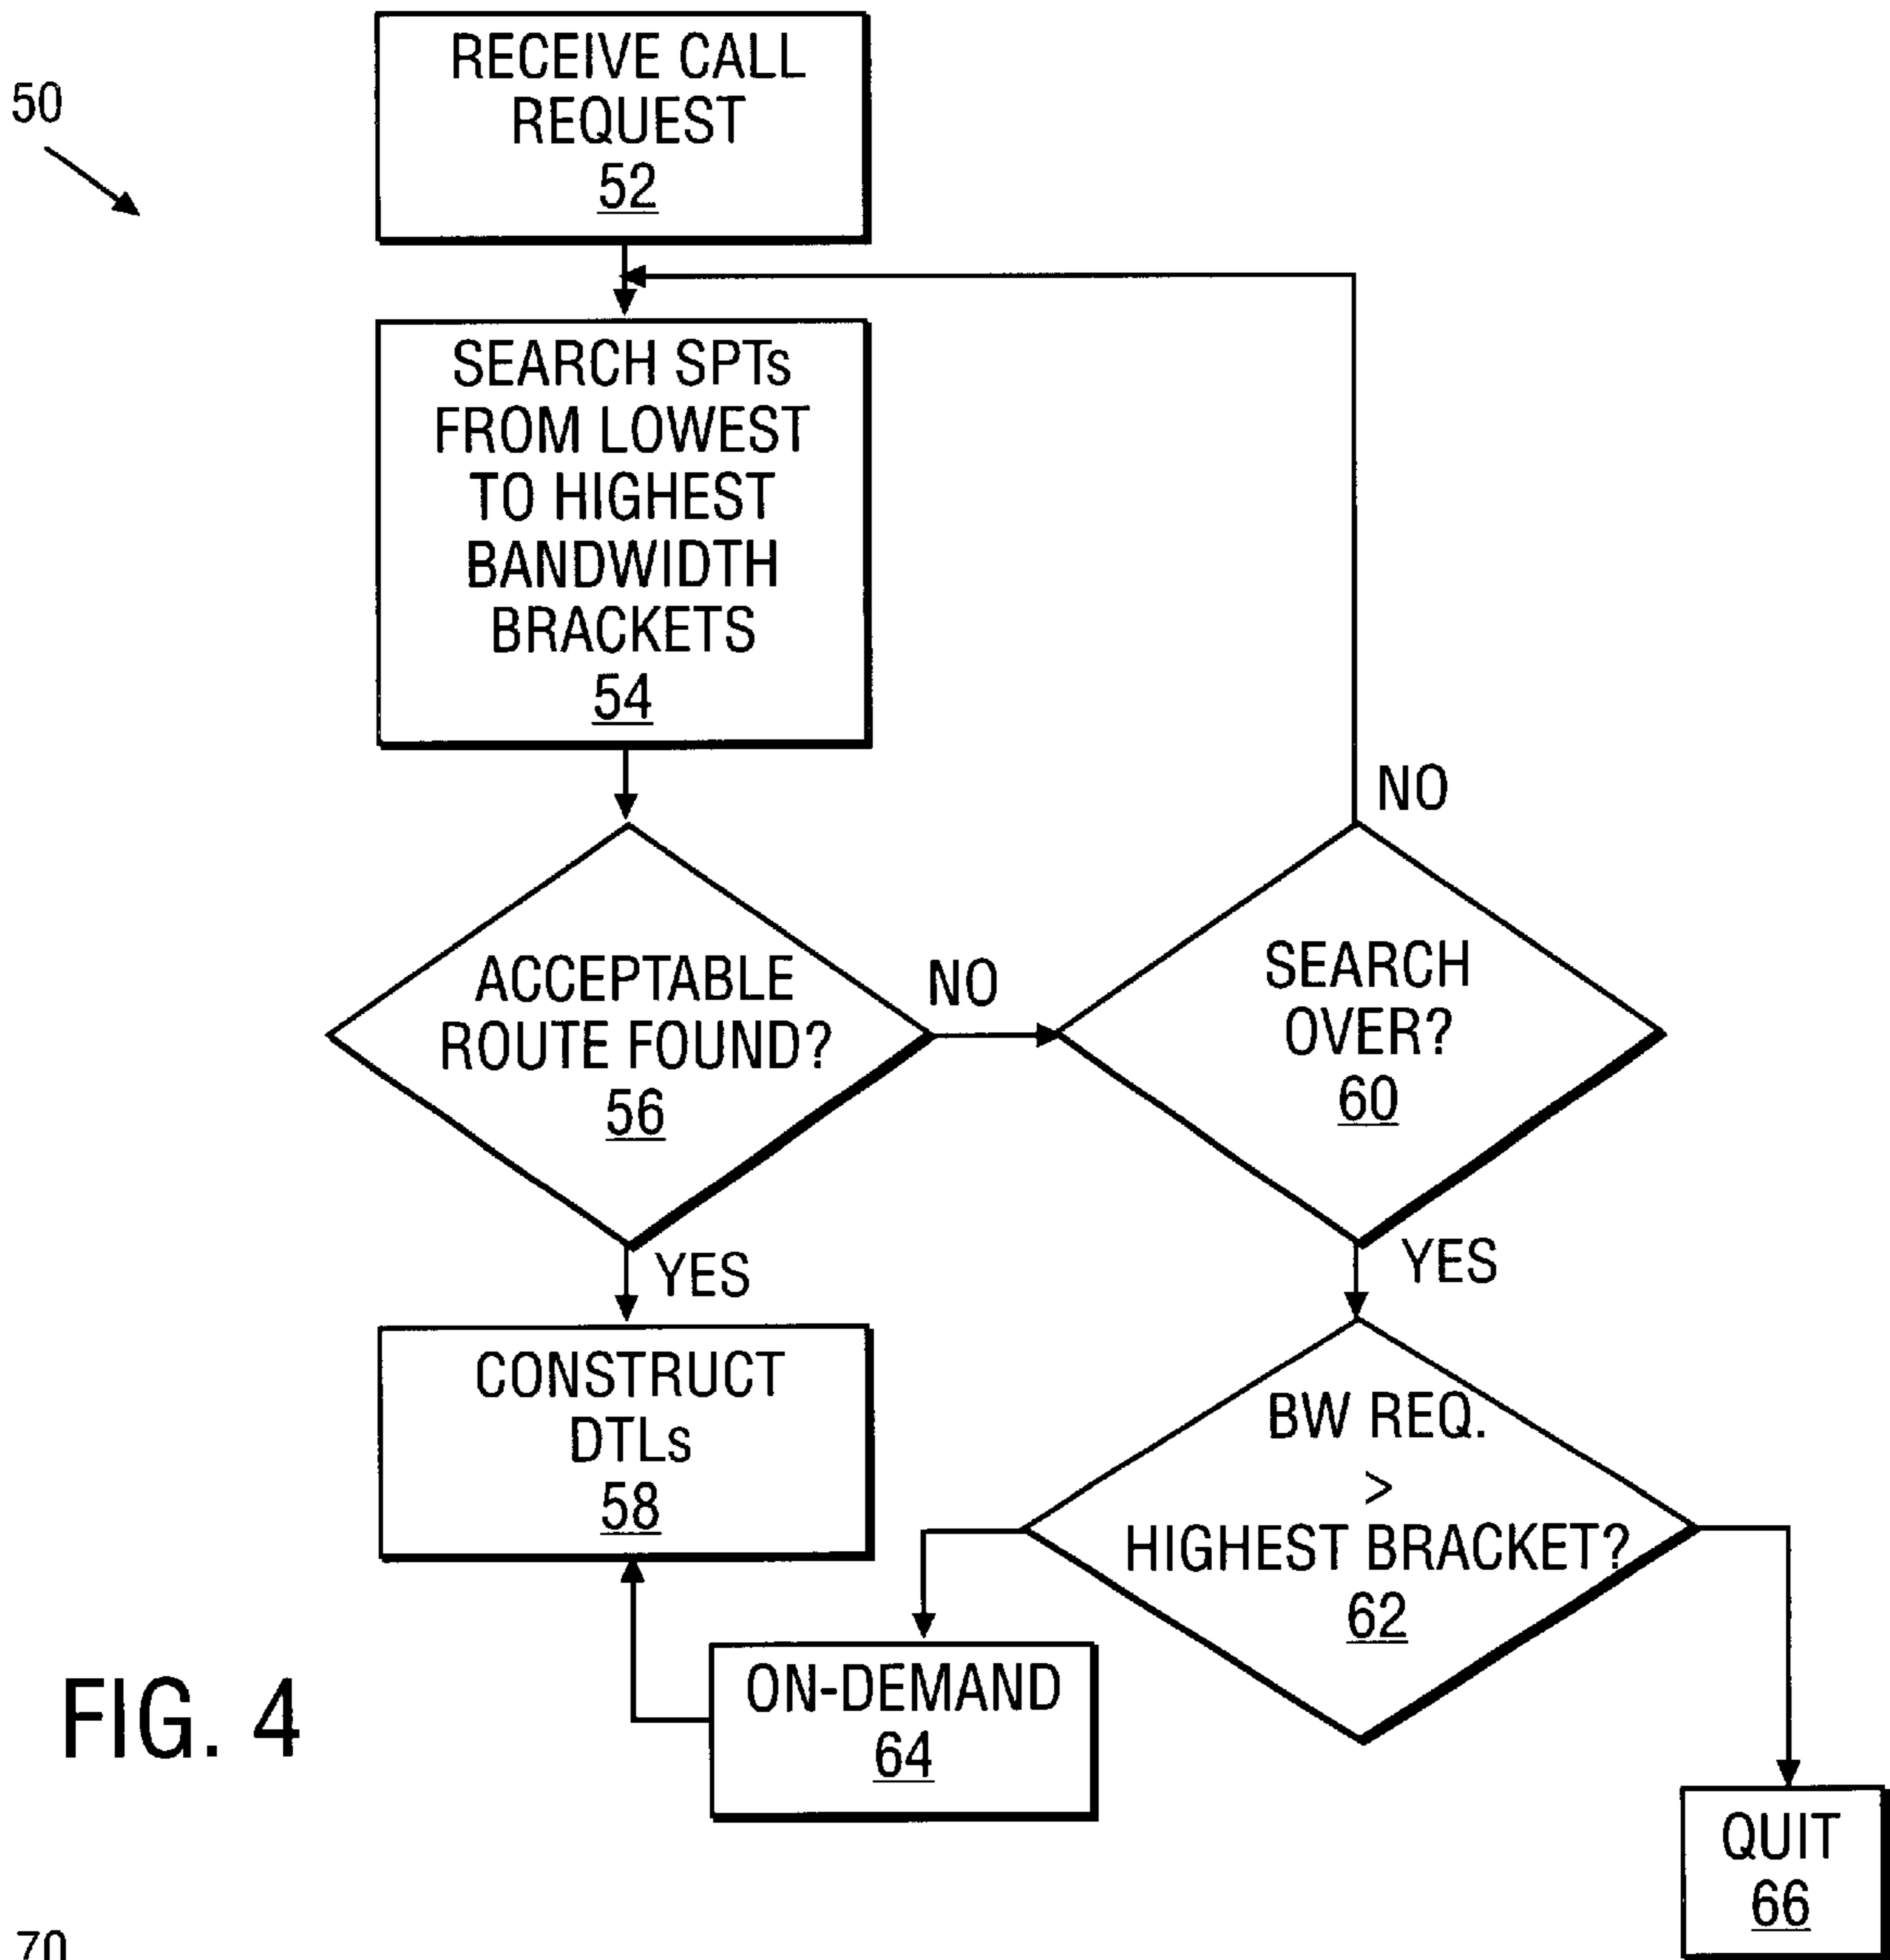 50
RECEIVE CALL
REQUEST
52
SEARCH SPTs
FROM LOWEST
TO HIGHEST
BANDWIDTH
BRACKETS
54
NO
ACCEPTABLE
ROUTE FOUND?
56
NO
SEARCH
OVER?
60
YES
YES
CONSTRUCT
DTLs
58
BW REQ.
>
HIGHEST BRACKET?
62
ON-DEMAND
64
FIG. 4
QUIT
66
70